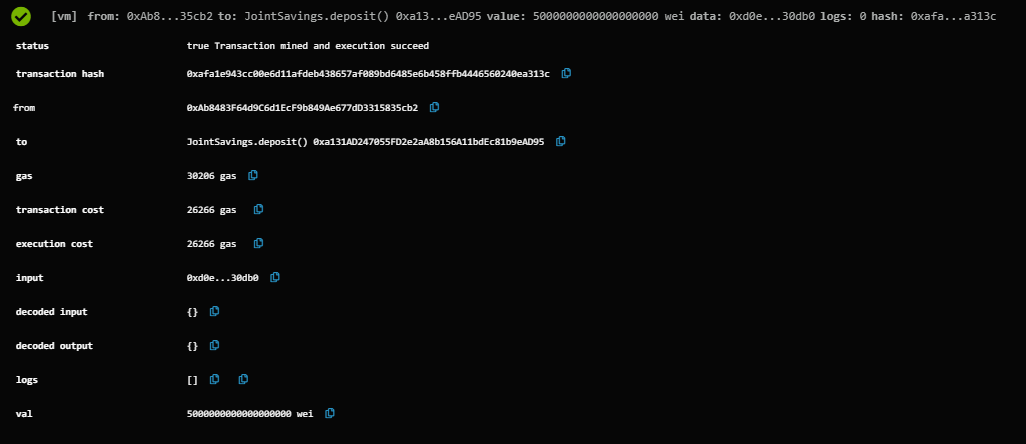 [vm] from: 0xAb8...35cb2 to: JointSavings.deposit() 0xa13...eAD95 value: 5000000000000000000 wei data: 0xd0e...30db0 logs: 0 hash: 0xafa...a313c
status true Transaction mined and execution succeed
transaction hash 0xafa1e943cc00e6d11afdeb438657af089bd6485e6b458ffb4446560240ea313c
from 0xAb8483F64d9C6d1EcF9b849Ae677dD3315835cb2
to JointSavings.deposit() 0xa131AD247055FD2e2aA8b156A11bdEc81b9eAD95
gas 30206 gas
transaction cost 26266 gas
execution cost 26266 gas
input 0xd0e...30db0
decoded input {}
decoded output {}
logs []
val 5000000000000000000 wei